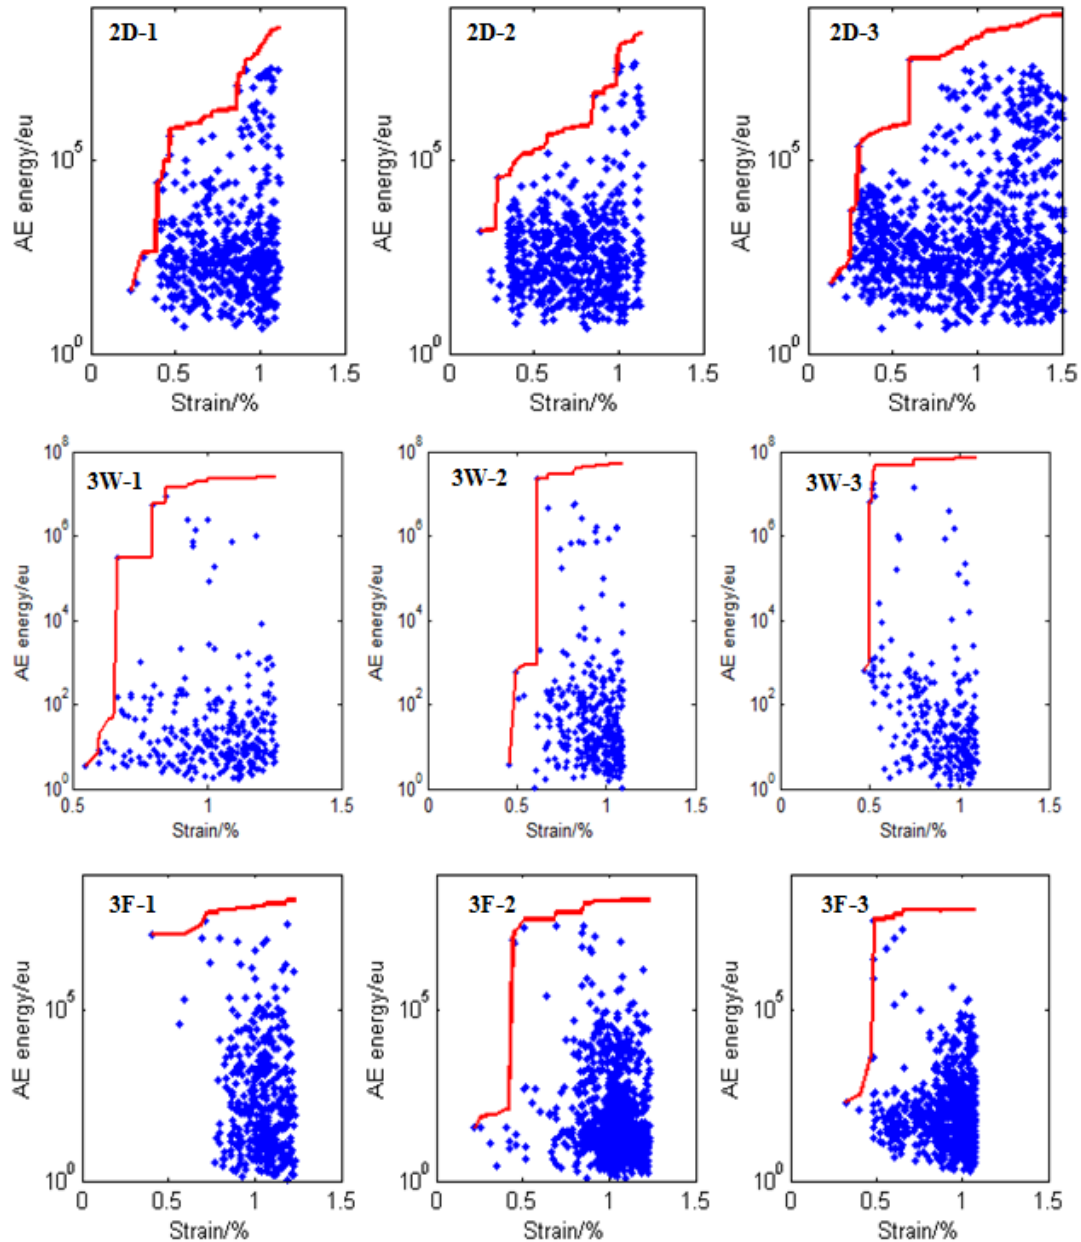 2D-1
AE energy/eu
10^5
10^0
0 0.5 1 1.5
Strain/%
2D-2
AE energy/eu
10^5
10^0
0 0.5 1 1.5
Strain/%
2D-3
AE energy/eu
10^5
10^0
0 0.5 1 1.5
Strain/%
3W-1
AE energy/eu
10^8
10^6
10^4
10^2
10^0
0.5 1 1.5
Strain/%
3W-2
AE energy/eu
10^8
10^6
10^4
10^2
10^0
0 0.5 1 1.5
Strain/%
3W-3
AE energy/eu
10^8
10^6
10^4
10^2
10^0
0 0.5 1 1.5
Strain/%
3F-1
AE energy/eu
10^5
10^0
0 0.5 1 1.5
Strain/%
3F-2
AE energy/eu
10^5
10^0
0 0.5 1 1.5
Strain/%
3F-3
AE energy/eu
10^5
10^0
0 0.5 1 1.5
Strain/%